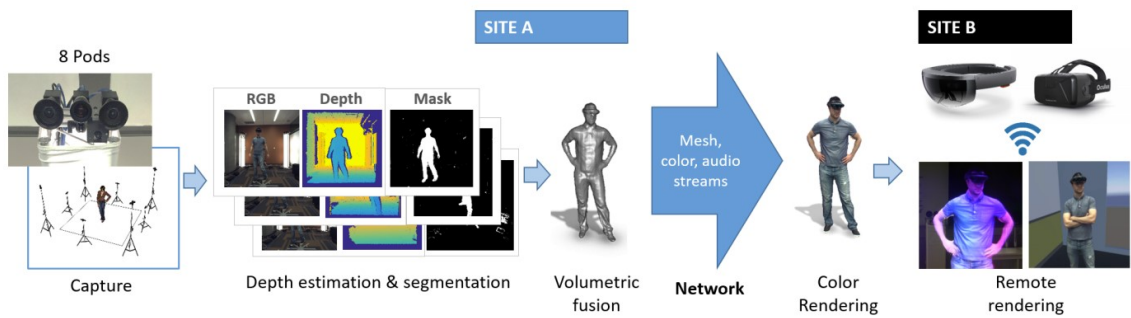 SITE A
SITE B
8 Pods
RGB
Depth
Mask
Oculus
Mesh,
color, audio
streams
Capture
Depth estimation & segmentation
Volumetric
fusion
Network
Color
Rendering
Remote
rendering